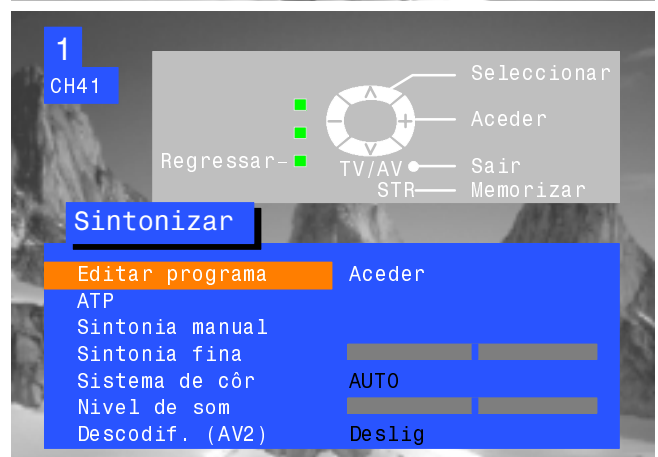 1
CH41
Seleccionar
Aceder
Regressar
TV/AV Sair
STR Memorizar
Sintonizar
Editar programa Aceder
ATP
Sintonia manual
Sintonia fina
Sistema de côr AUTO
Nivel de som
Descodif. (AV2) Deslig